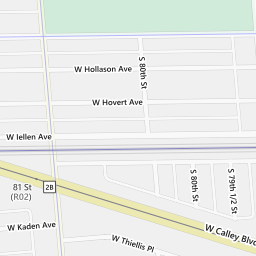 W Hollason Ave
S 80th St
W Hovert Ave
W Iellen Ave
81 St
(R02)
2B
S 80th St
S 79th 1/2 St
W Calley Blvd
W Kaden Ave
W Thiellis Pl